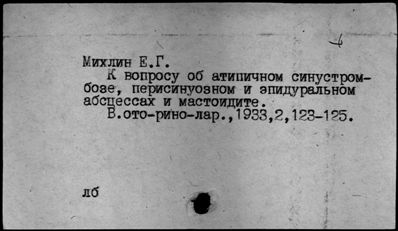 Михлин Е.Г.
К вопросу об атипичном синустром-
бозе, перисинуозном и эпидуральном
абсцессах и мастоидите.
В.ото-рино-лар.,1933,2,123-125.
лб